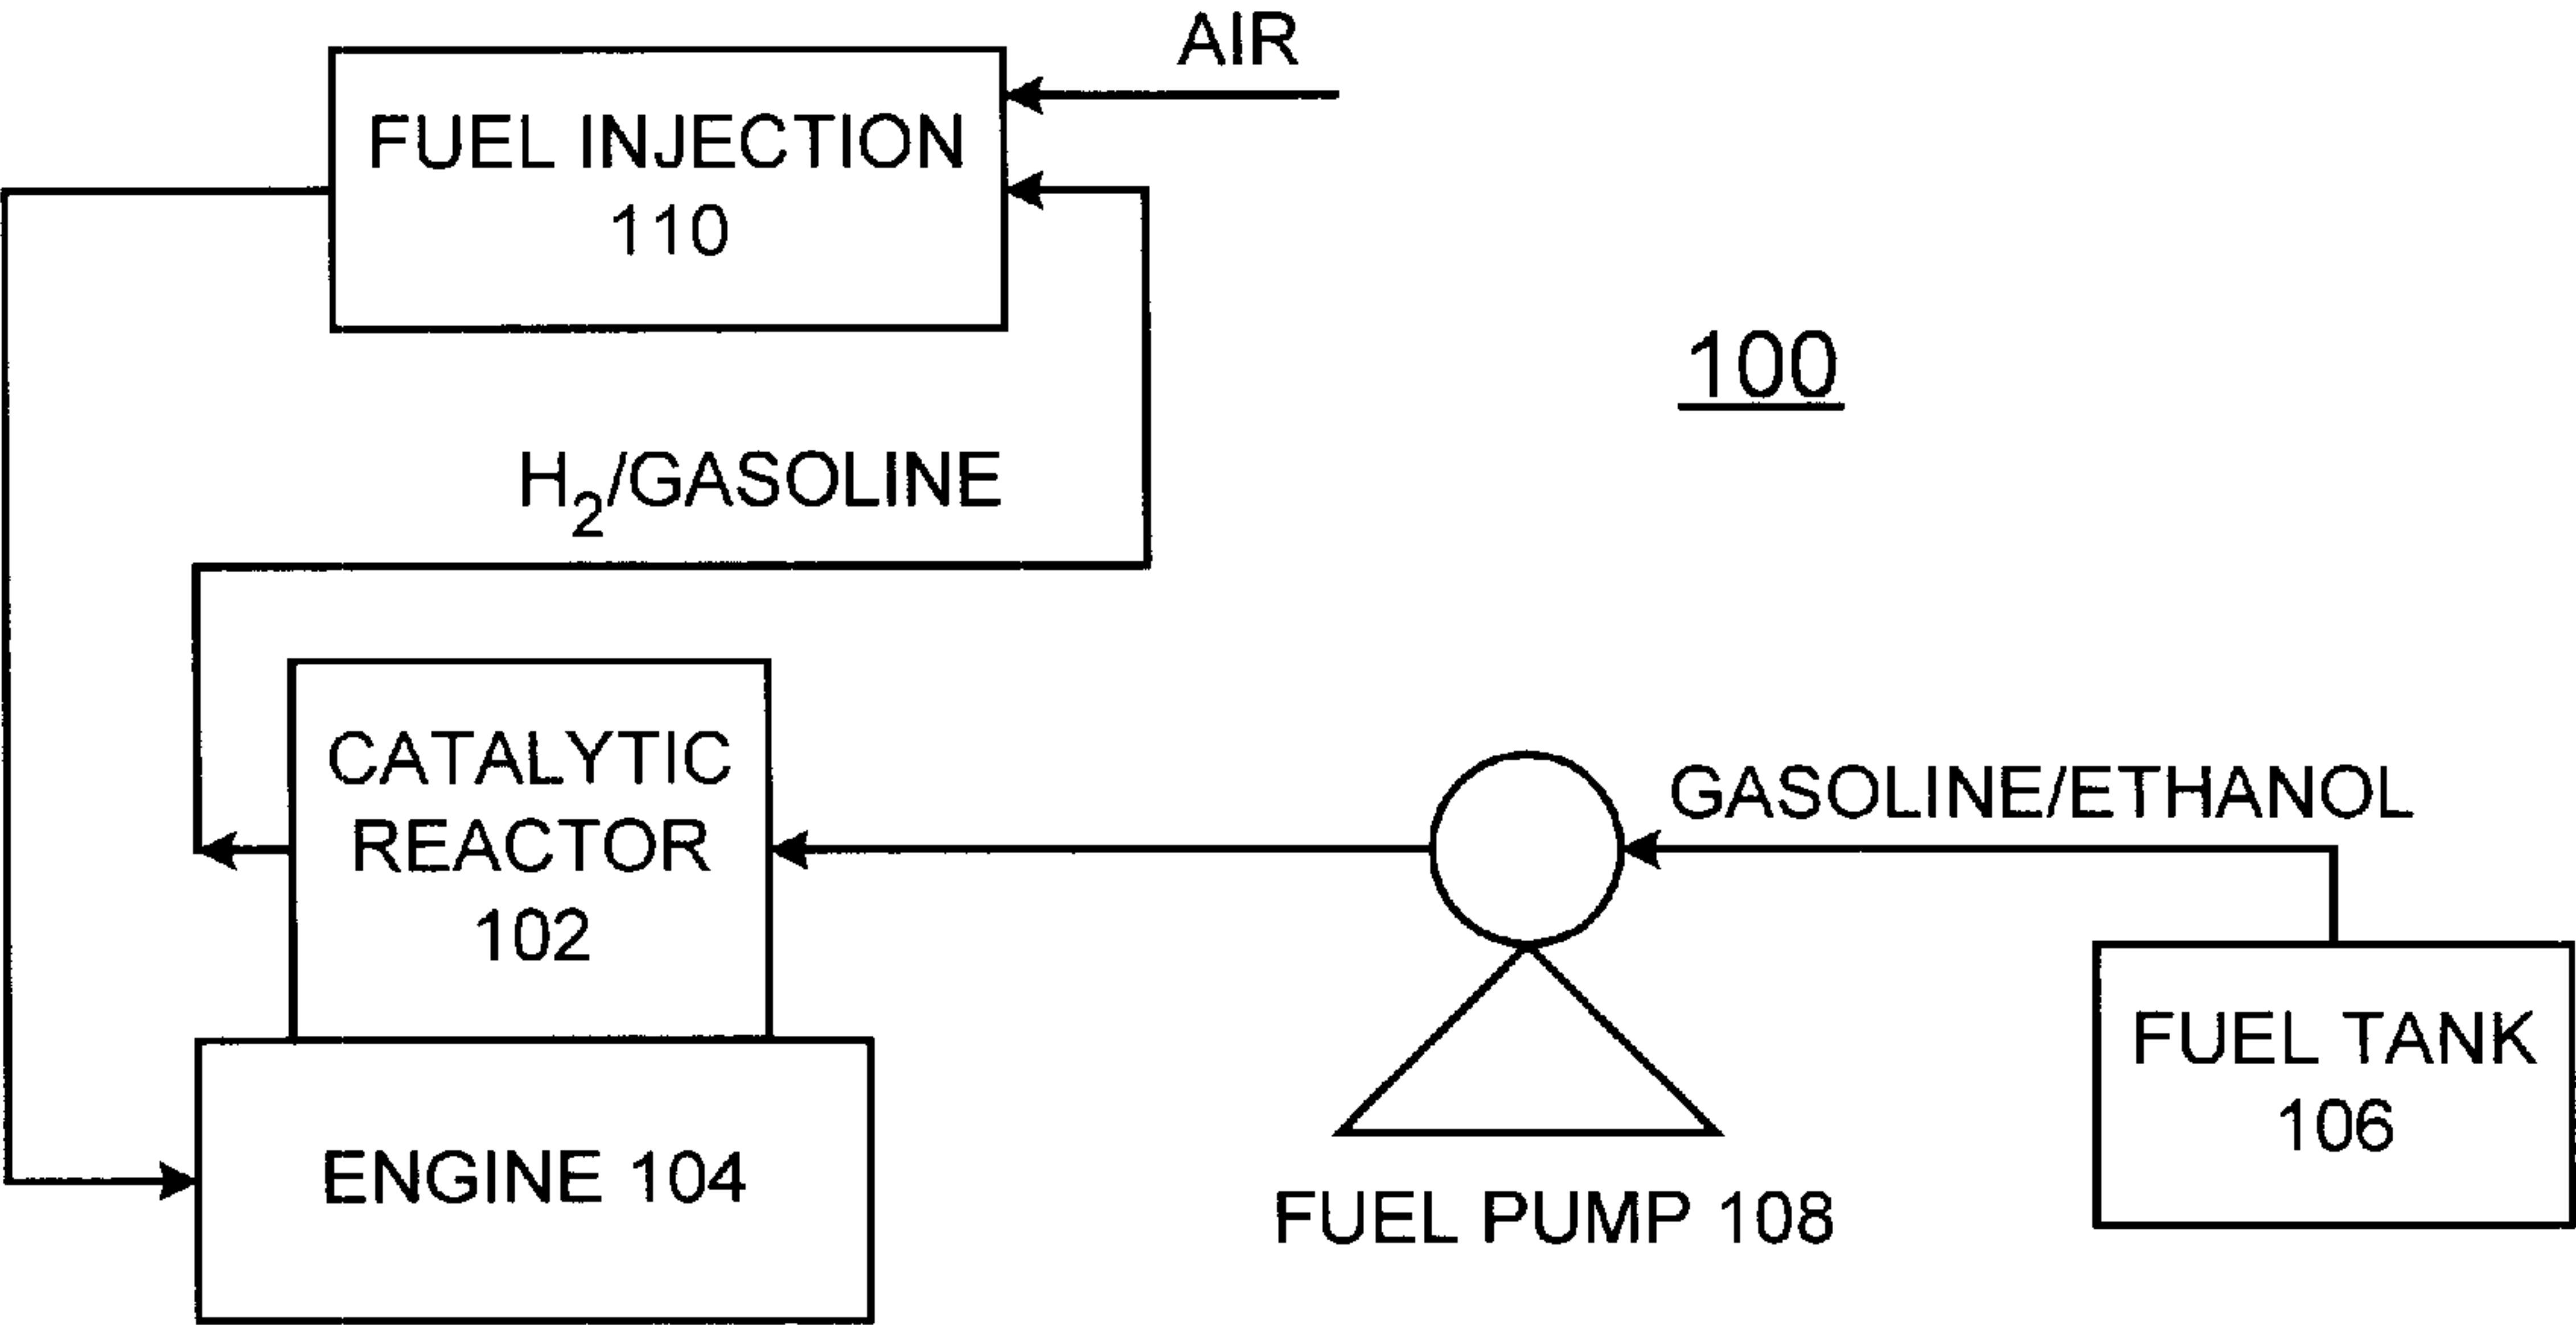 AIR
FUEL INJECTION
110
100
H2/GASOLINE
CATALYTIC
REACTOR
102
GASOLINE/ETHANOL
FUEL TANK
106
ENGINE 104
FUEL PUMP 108